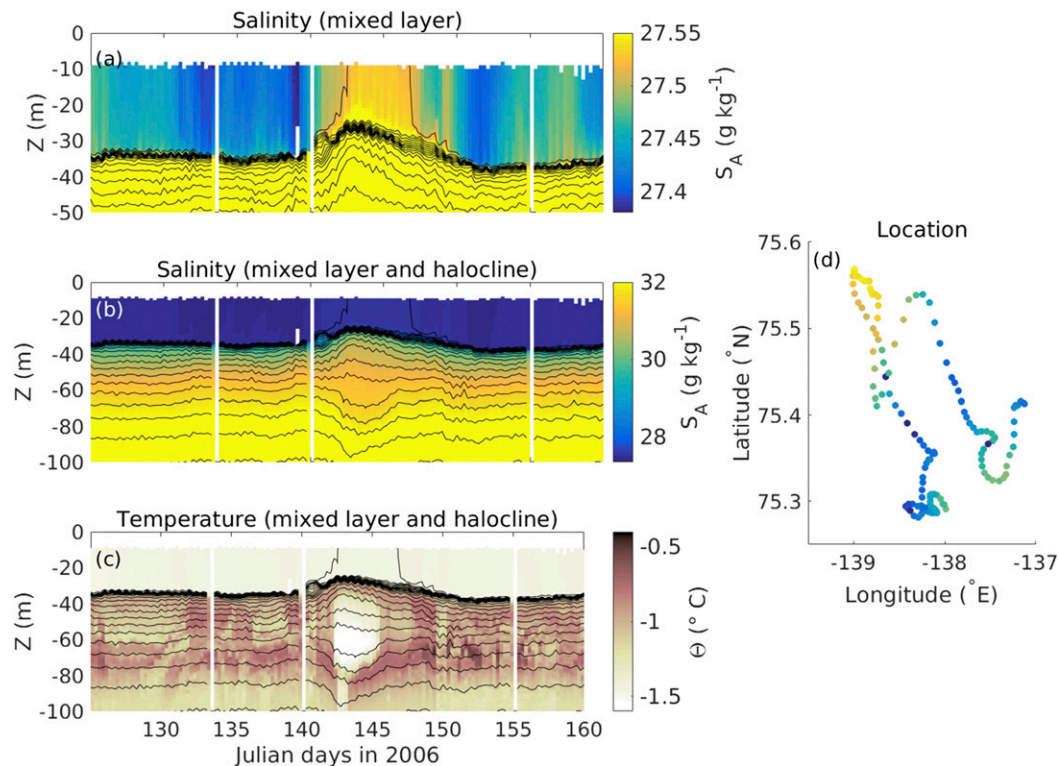 Salinity (mixed layer)
(a)
0
-10
-20
-30
-40
-50
Z (m)
27.55
27.5
27.45
27.4
S_A (g kg⁻¹)
Salinity (mixed layer and halocline)
(b)
0
-20
-40
-60
-80
-100
Z (m)
32
30
28
S_A (g kg⁻¹)
Temperature (mixed layer and halocline)
(c)
0
-20
-40
-60
-80
-100
Z (m)
-0.5
-1
-1.5
Θ (° C)
130 135 140 145 150 155 160
Julian days in 2006
Location
(d)
75.6
75.5
75.4
75.3
Latitude (°N)
-139 -138 -137
Longitude (°E)